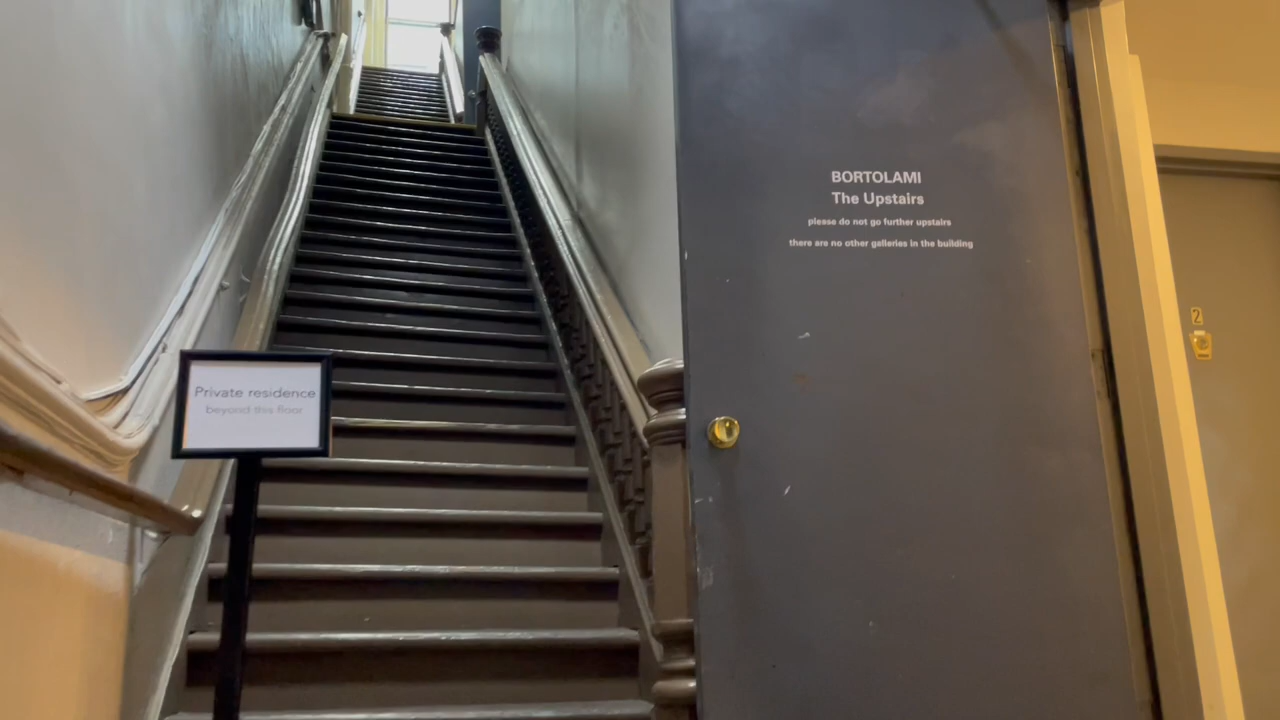 Private residence
beyond this floor
BORTOLAMI
The Upstairs
please do not go further upstairs
there are no other galleries in the building
2